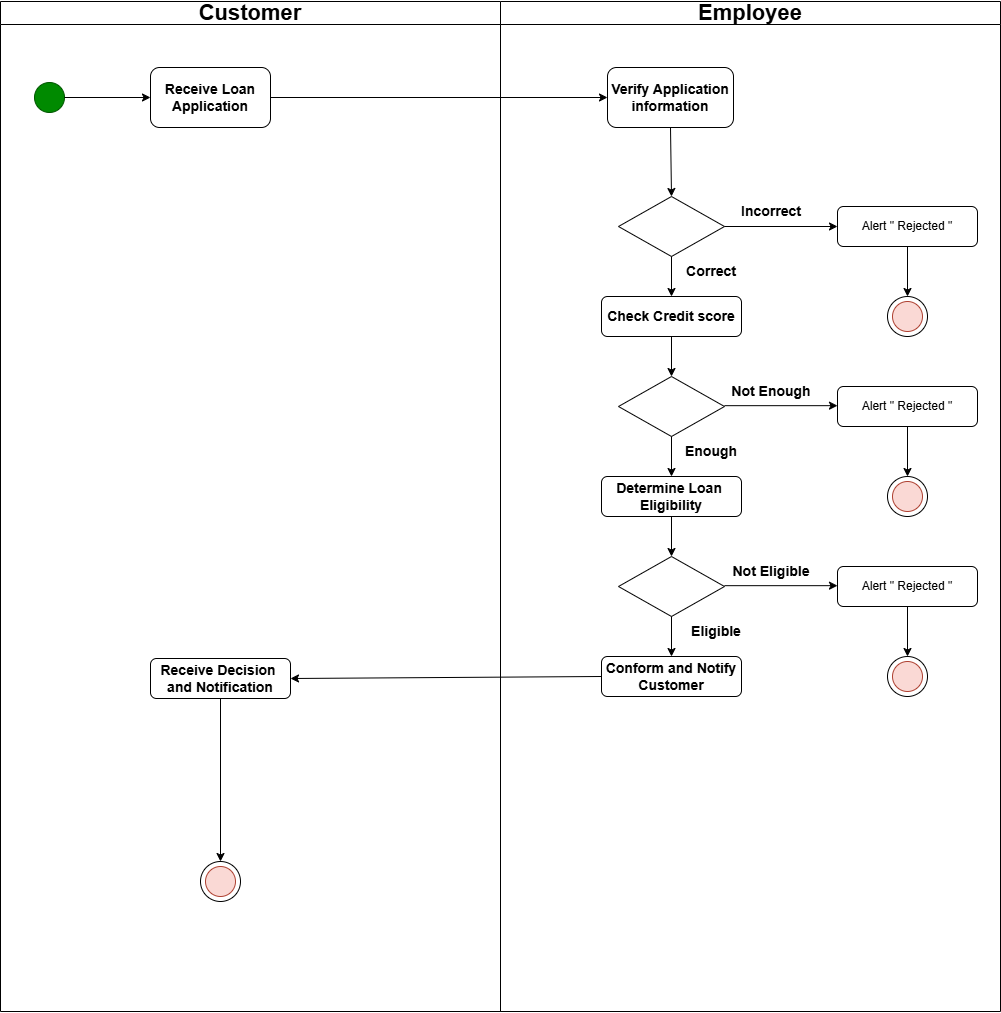 Customer
Employee
Receive Loan
Application
Verify Application
information
Incorrect
Alert " Rejected "
Correct
Check Credit score
Not Enough
Alert " Rejected "
Enough
Determine Loan
Eligibility
Not Eligible
Alert " Rejected "
Eligible
Receive Decision
and Notification
Conform and Notify
Customer